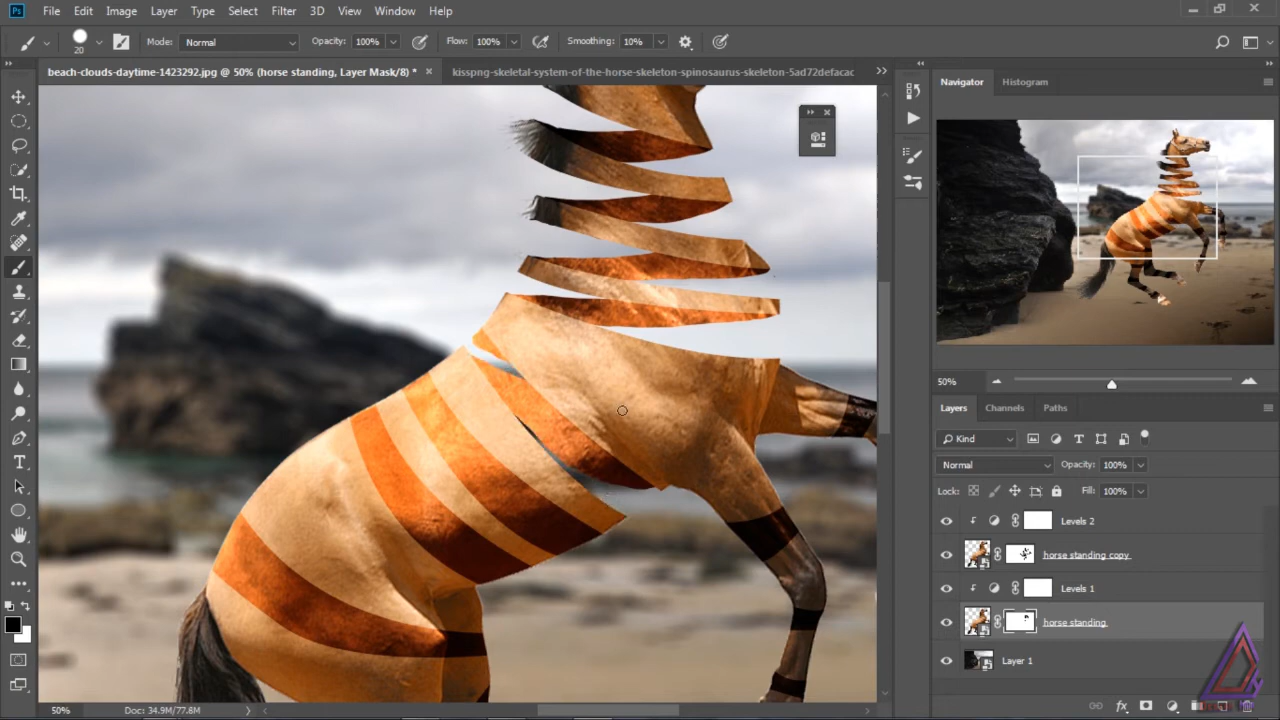 Ps File Edit Image Layer Type Select Filter 3D View Window Help
20 Mode: Normal Opacity: 100% Flow: 100% Smoothing: 10%
beach-clouds-daytime-1423292.jpg @ 50% (horse standing, Layer Mask/8) * × kisspng-skeletal-system-of-the-horse-skeleton-spinosaurus-skeleton-5ad72defacac
Navigator Histogram
50%
Layers Channels Paths
Kind
Normal Opacity: 100%
Lock: Fill: 100%
Levels 2
horse standing copy
Levels 1
horse standing
Layer 1
50% Doc: 34.9M/77.8M